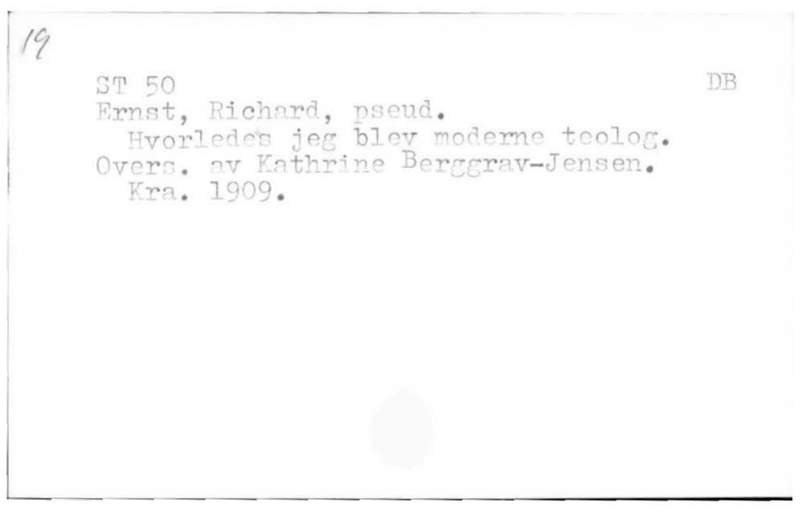 19
ST 50 DB
Ernst, Richard, pseud.
Hvorledes jeg blev moderne teolog.
Overs. av Kathrine Berggrav-Jensen.
Kra. 1909.